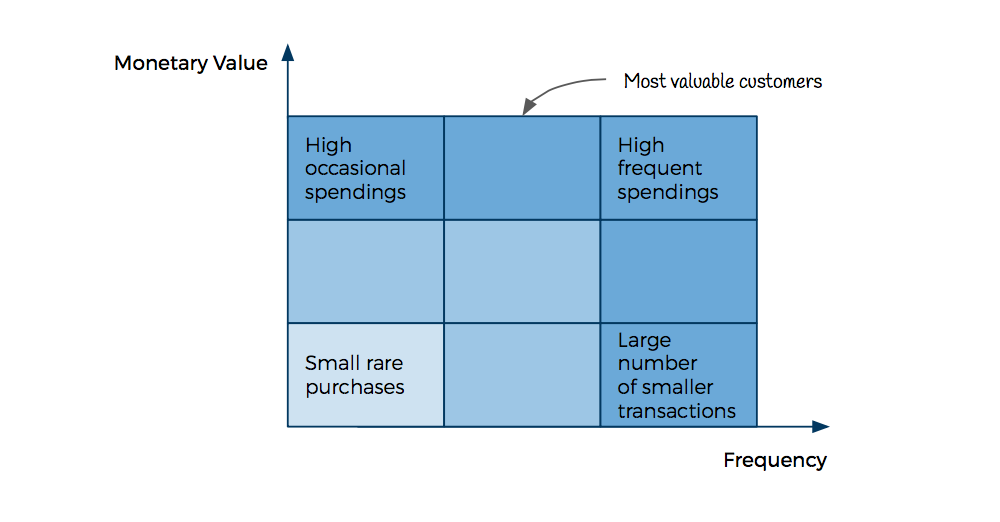 Monetary Value
Most valuable customers
High
occasional
spendings
High
frequent
spendings
Small rare
purchases
Large
number
of smaller
transactions
Frequency